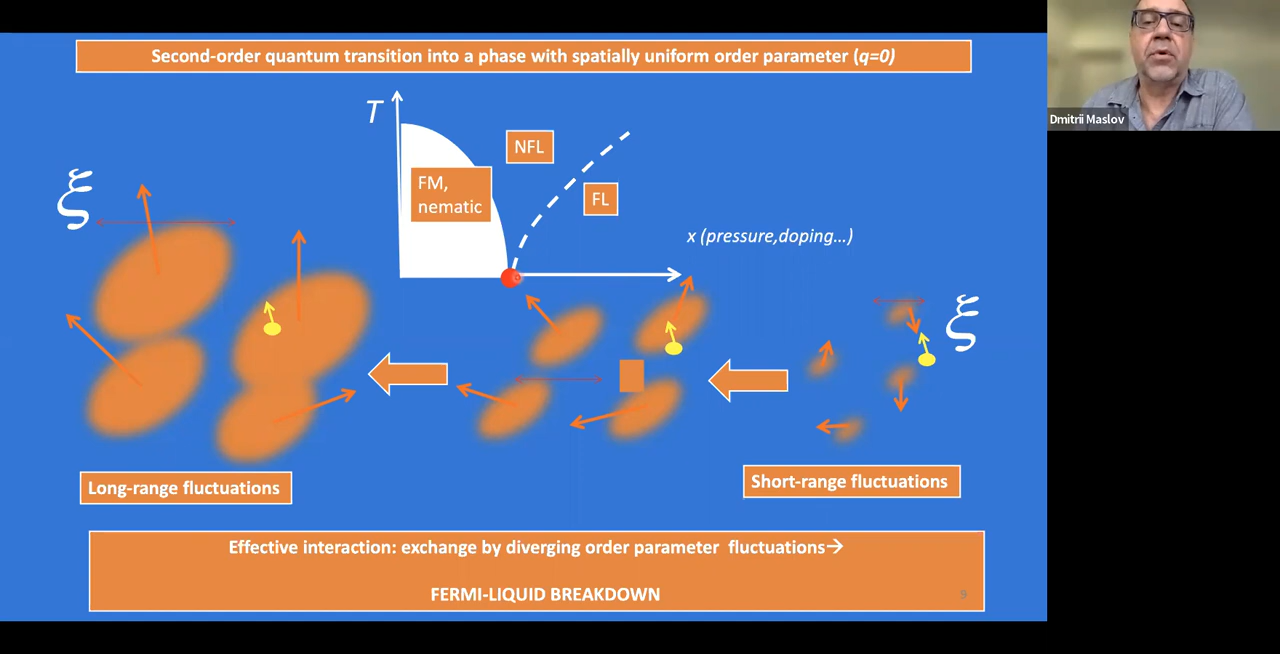 Second-order quantum transition into a phase with spatially uniform order parameter (q=0)
Dmitrii Maslov
T
NFL
FM,
nematic
FL
ξ
x (pressure,doping...)
ξ
Long-range fluctuations
Short-range fluctuations
Effective interaction: exchange by diverging order parameter fluctuations→
FERMI-LIQUID BREAKDOWN
9